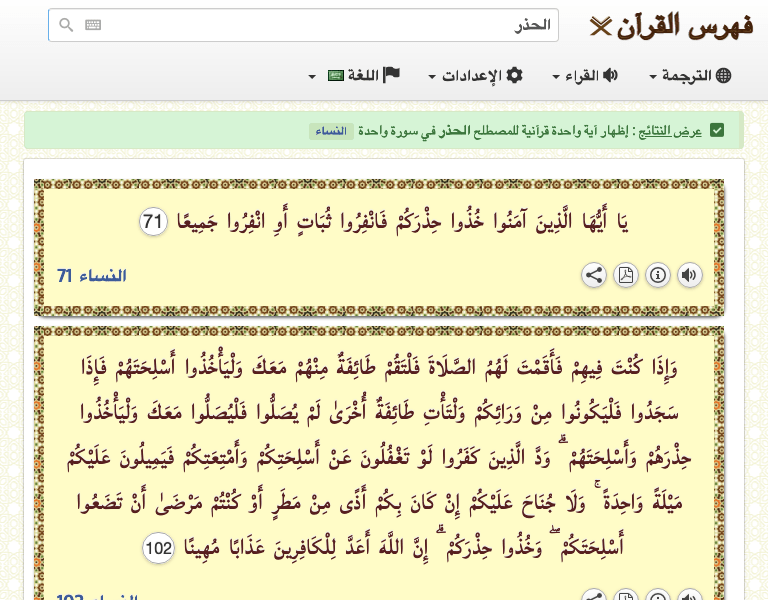 فهرس القرآن
الحذر
الترجمة
القراء
الإعدادات
اللغة
عرض النتائج : إظهار آية واحدة قرآنية للمصطلح الحذر في سورة واحدة النساء
يَا أَيُّهَا الَّذِينَ آمَنُوا خُذُوا حِذْرَكُمْ فَانْفِرُوا ثُبَاتٍ أَوِ انْفِرُوا جَمِيعًا 71
النساء 71
وَإِذَا كُنْتَ فِيهِمْ فَأَقَمْتَ لَهُمُ الصَّلَاةَ فَلْتَقُمْ طَائِفَةٌ مِنْهُمْ مَعَكَ وَلْيَأْخُذُوا أَسْلِحَتَهُمْ فَإِذَا
سَجَدُوا فَلْيَكُونُوا مِنْ وَرَائِكُمْ وَلْتَأْتِ طَائِفَةٌ أُخْرَىٰ لَمْ يُصَلُّوا فَلْيُصَلُّوا مَعَكَ وَلْيَأْخُذُوا
حِذْرَهُمْ وَأَسْلِحَتَهُمْ ۗ وَدَّ الَّذِينَ كَفَرُوا لَوْ تَغْفُلُونَ عَنْ أَسْلِحَتِكُمْ وَأَمْتِعَتِكُمْ فَيَمِيلُونَ عَلَيْكُمْ
مَيْلَةً وَاحِدَةً ۚ وَلَا جُنَاحَ عَلَيْكُمْ إِنْ كَانَ بِكُمْ أَذًى مِنْ مَطَرٍ أَوْ كُنْتُمْ مَرْضَىٰ أَنْ تَضَعُوا
أَسْلِحَتَكُمْ ۖ وَخُذُوا حِذْرَكُمْ ۗ إِنَّ اللَّهَ أَعَدَّ لِلْكَافِرِينَ عَذَابًا مُهِينًا 102
النساء 102